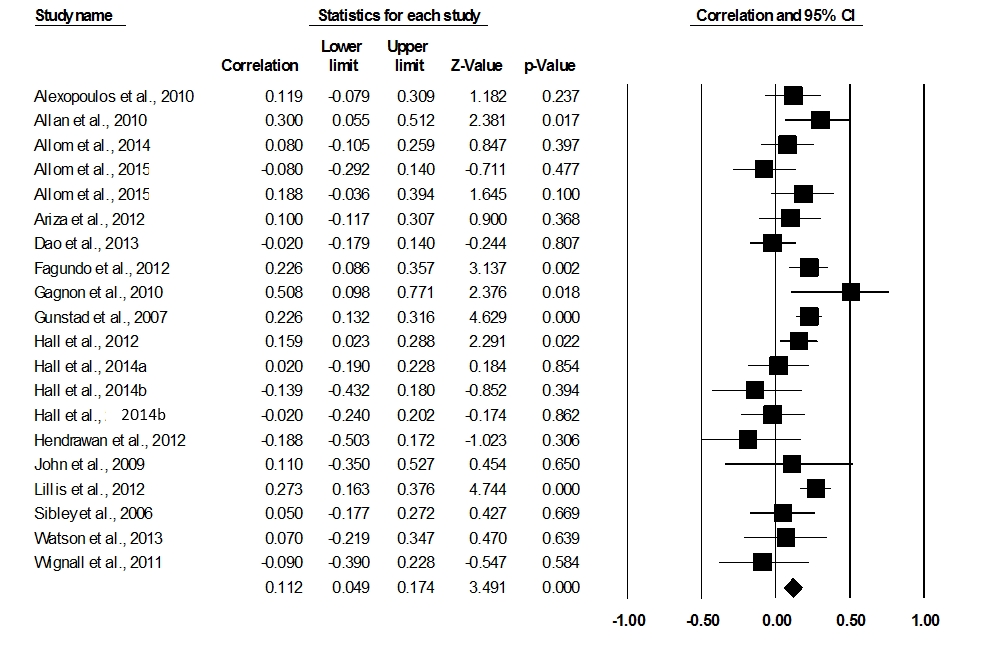 Study name Statistics for each study Correlation and 95% CI
Lower Upper
Correlation limit limit Z-Value p-Value
Alexopoulos et al., 2010 0.119 -0.079 0.309 1.182 0.237
Allan et al., 2010 0.300 0.055 0.512 2.381 0.017
Allom et al., 2014 0.080 -0.105 0.259 0.847 0.397
Allom et al., 2015 -0.080 -0.292 0.140 -0.711 0.477
Allom et al., 2015 0.188 -0.036 0.394 1.645 0.100
Ariza et al., 2012 0.100 -0.117 0.307 0.900 0.368
Dao et al., 2013 -0.020 -0.179 0.140 -0.244 0.807
Fagundo et al., 2012 0.226 0.086 0.357 3.137 0.002
Gagnon et al., 2010 0.508 0.098 0.771 2.376 0.018
Gunstad et al., 2007 0.226 0.132 0.316 4.629 0.000
Hall et al., 2012 0.159 0.023 0.288 2.291 0.022
Hall et al., 2014a 0.020 -0.190 0.228 0.184 0.854
Hall et al., 2014b -0.139 -0.432 0.180 -0.852 0.394
Hall et al., 2014b -0.020 -0.240 0.202 -0.174 0.862
Hendrawan et al., 2012 -0.188 -0.503 0.172 -1.023 0.306
John et al., 2009 0.110 -0.350 0.527 0.454 0.650
Lillis et al., 2012 0.273 0.163 0.376 4.744 0.000
Sibley et al., 2006 0.050 -0.177 0.272 0.427 0.669
Watson et al., 2013 0.070 -0.219 0.347 0.470 0.639
Wignall et al., 2011 -0.090 -0.390 0.228 -0.547 0.584
0.112 0.049 0.174 3.491 0.000
-1.00 -0.50 0.00 0.50 1.00